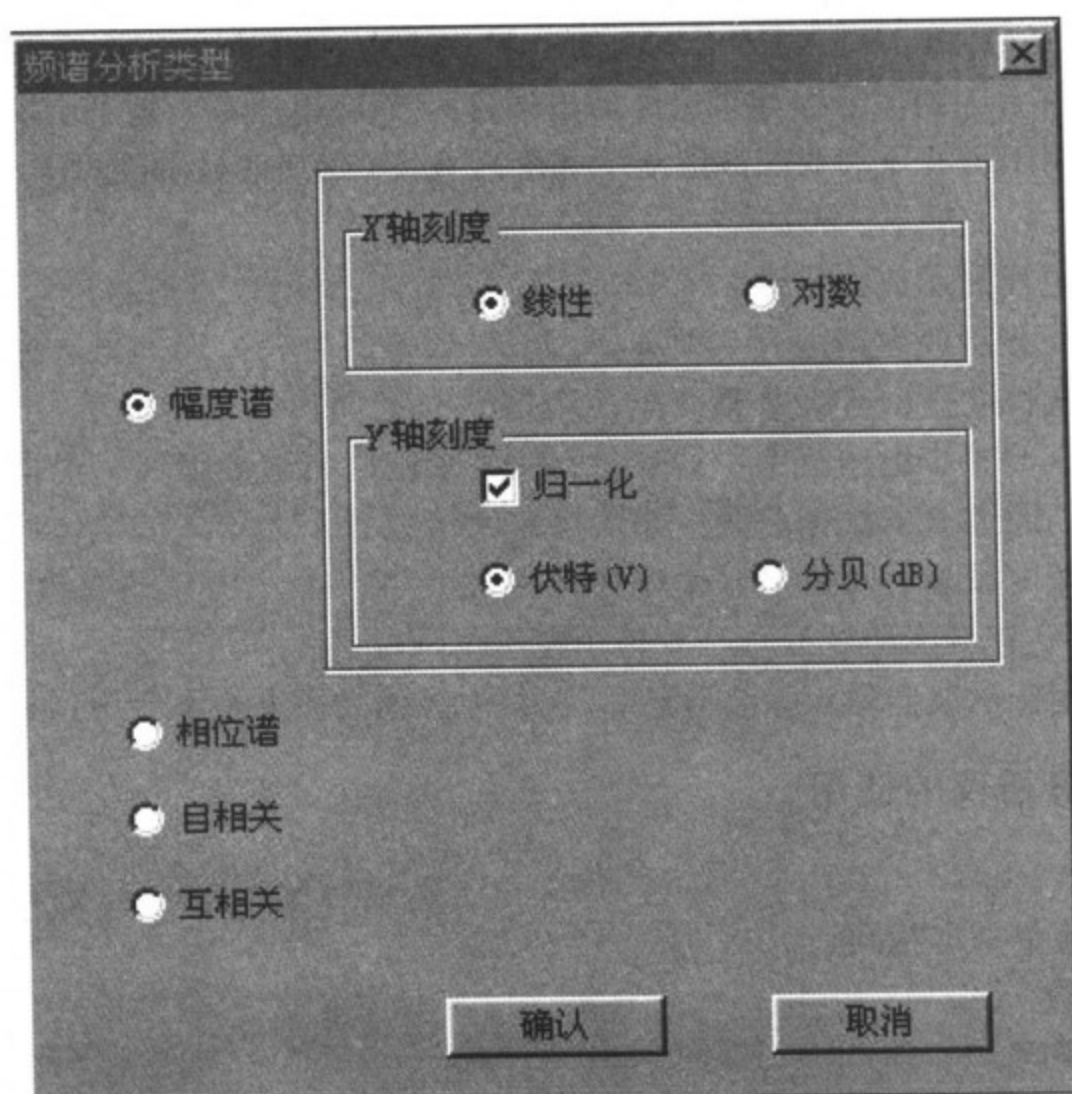 频谱分析类型
X轴刻度
线性
对数
幅度谱
Y轴刻度
归一化
伏特(V)
分贝(dB)
相位谱
自相关
互相关
确认
取消